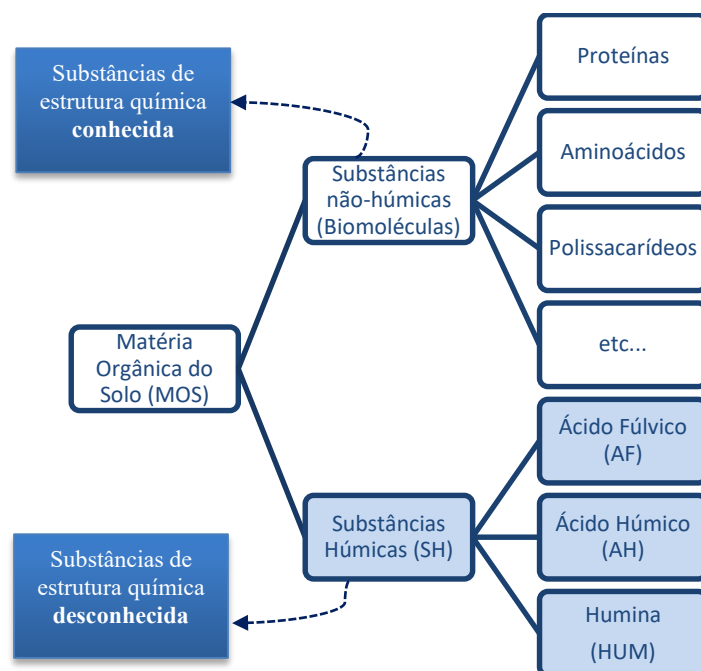 Substâncias de
estrutura química
conhecida
Proteínas
Aminoácidos
Substâncias
não-húmicas
(Biomoléculas)
Polissacarídeos
etc...
Matéria
Orgânica do
Solo (MOS)
Ácido Fúlvico
(AF)
Substâncias
Húmicas (SH)
Ácido Húmico
(AH)
Humina
(HUM)
Substâncias de
estrutura química
desconhecida